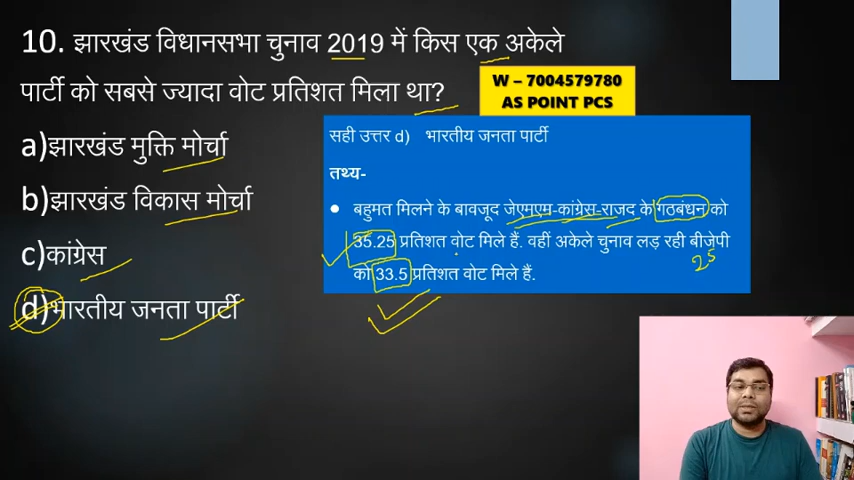 10. झारखंड विधानसभा चुनाव 2019 में किस एक अकेले
पार्टी को सबसे ज्यादा वोट प्रतिशत मिला था?
a)झारखंड मुक्ति मोर्चा
b)झारखंड विकास मोर्चा
c)कांग्रेस
d)भारतीय जनता पार्टी
W – 7004579780
AS POINT PCS
सही उत्तर d) भारतीय जनता पार्टी
तथ्य-
● बहुमत मिलने के बावजूद जेएमएम-कांग्रेस-राजद के गठबंधन को
35.25 प्रतिशत वोट मिले हैं. वहीं अकेले चुनाव लड़ रही बीजेपी
25
को 33.5 प्रतिशत वोट मिले हैं.